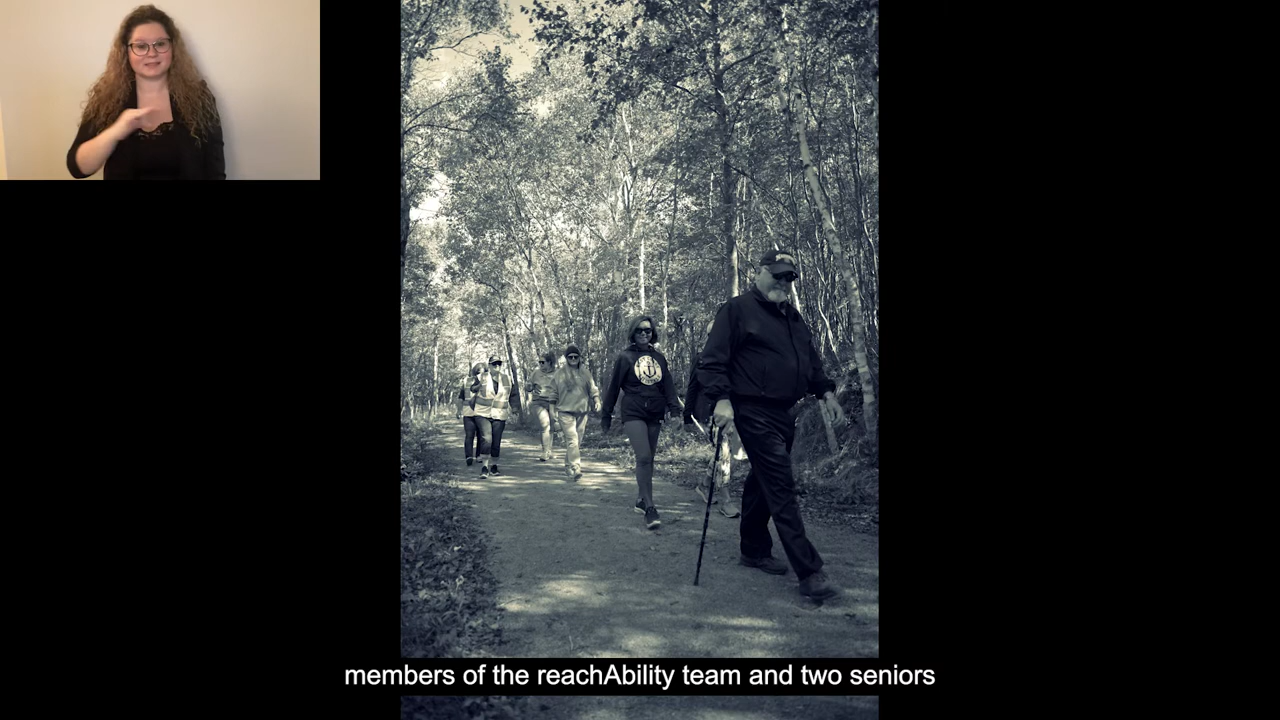 members of the reachAbility team and two seniors